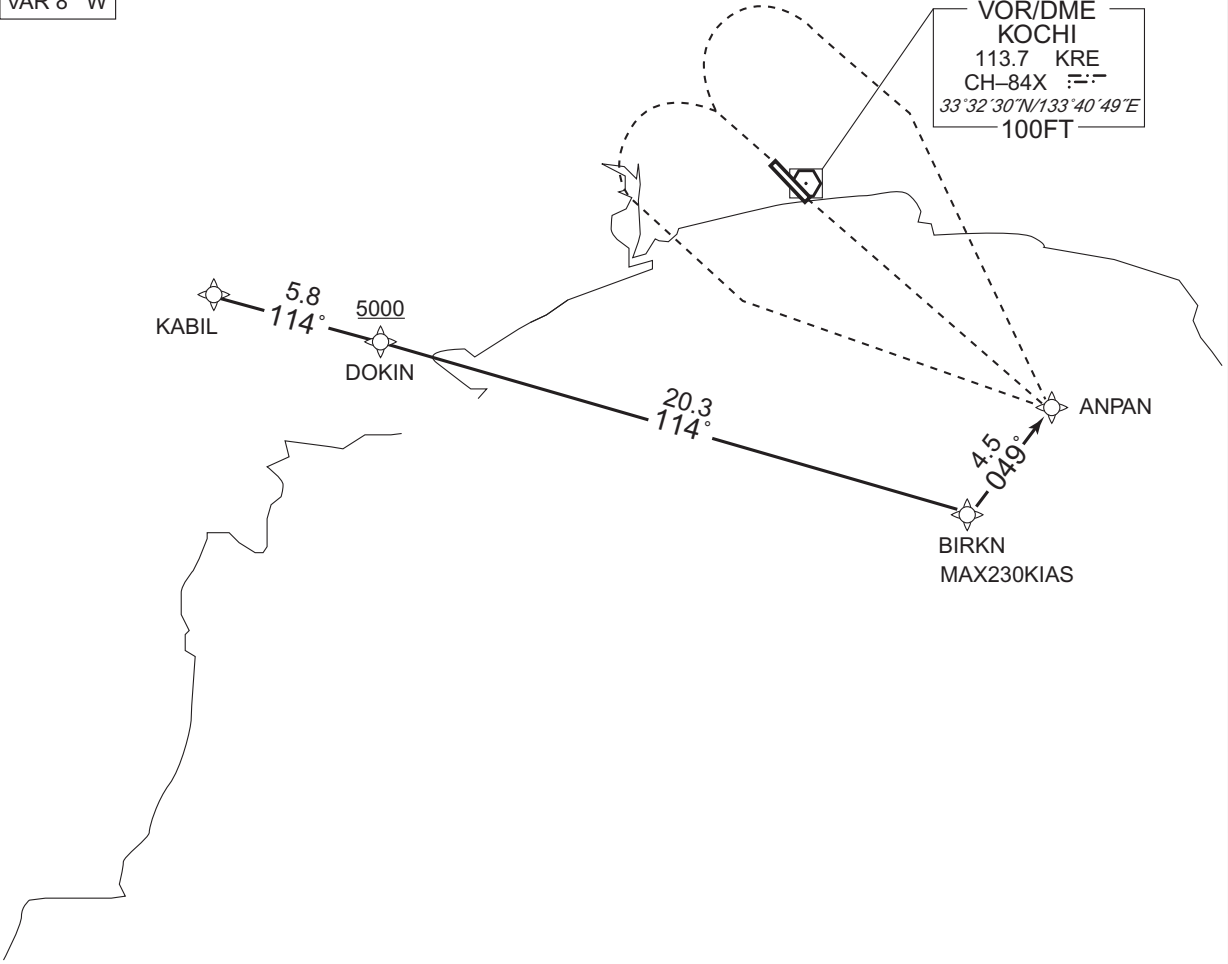 VAR 8° W
VOR/DME
KOCHI
113.7 KRE
CH–84X
33°32´30˝N/133°40´49˝E
100FT
5.8
114°
5000
KABIL
DOKIN
20.3
114°
ANPAN
4.5
049°
BIRKN
MAX230KIAS